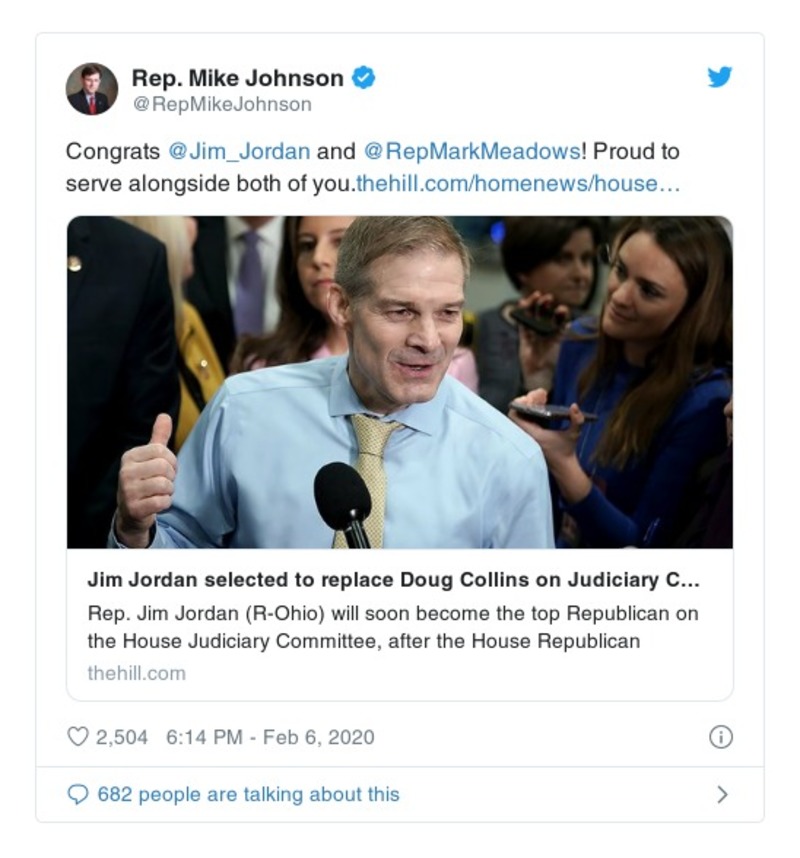 Rep. Mike Johnson
@RepMikeJohnson
Congrats @Jim_Jordan and @RepMarkMeadows! Proud to
serve alongside both of you.thehill.com/homenews/house…
Jim Jordan selected to replace Doug Collins on Judiciary C...
Rep. Jim Jordan (R-Ohio) will soon become the top Republican on
the House Judiciary Committee, after the House Republican
thehill.com
2,504 6:14 PM - Feb 6, 2020
682 people are talking about this